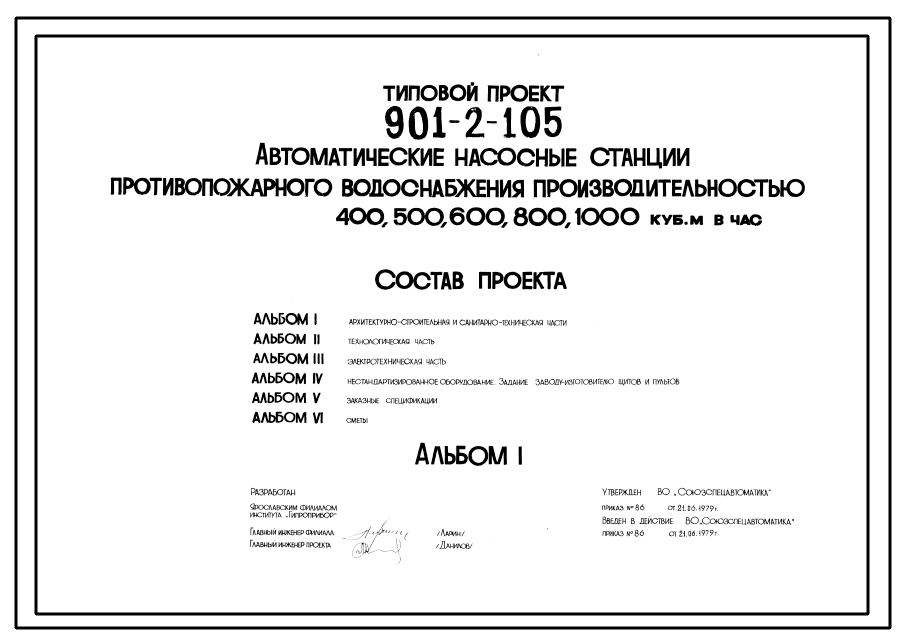 ТИПОВОЙ ПРОЕКТ
901-2-105
АВТОМАТИЧЕСКИЕ НАСОСНЫЕ СТАНЦИИ
ПРОТИВОПОЖАРНОГО ВОДОСНАБЖЕНИЯ ПРОИЗВОДИТЕЛЬНОСТЬЮ
400, 500, 600, 800, 1000 КУБ.М В ЧАС
СОСТАВ ПРОЕКТА
АЛЬБОМ I АРХИТЕКТУРНО-СТРОИТЕЛЬНАЯ И САНИТАРНО-ТЕХНИЧЕСКАЯ ЧАСТИ
АЛЬБОМ II ТЕХНОЛОГИЧЕСКАЯ ЧАСТЬ
АЛЬБОМ III ЭЛЕКТРОТЕХНИЧЕСКАЯ ЧАСТЬ
АЛЬБОМ IV НЕСТАНДАРТИЗИРОВАННОЕ ОБОРУДОВАНИЕ. ЗАДАНИЕ ЗАВОДУ-ИЗГОТОВИТЕЛЮ ЩИТОВ И ПУЛЬТОВ
АЛЬБОМ V ЗАКАЗНЫЕ СПЕЦИФИКАЦИИ
АЛЬБОМ VI СМЕТЫ
АЛЬБОМ I
РАЗРАБОТАН
ЯРОСЛАВСКИМ ФИЛИАЛОМ
ИНСТИТУТА „ГИПРОПРИБОР"
ГЛАВНЫЙ ИНЖЕНЕР ФИЛИАЛА /ЛАРИН/
ГЛАВНЫЙ ИНЖЕНЕР ПРОЕКТА /ДАНИЛОВ/
УТВЕРЖДЕН ВО „СОЮЗСПЕЦАВТОМАТИКА"
ПРИКАЗ № 86 ОТ 21.06.1979г.
ВВЕДЕН В ДЕЙСТВИЕ ВО „СОЮЗСПЕЦАВТОМАТИКА"
ПРИКАЗ № 86 ОТ 21.06.1979г.